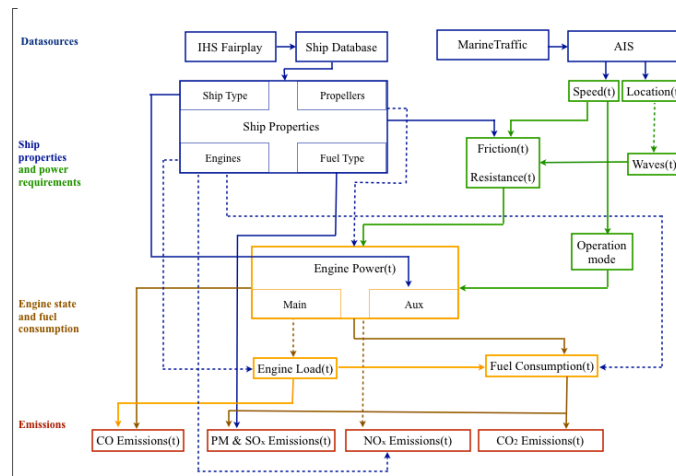 Datasources
IHS Fairplay
Ship Database
MarineTraffic
AIS
Ship Type
Propellers
Speed(t)
Location(t)
Ship Properties
Ship
properties
and power
requirements
Engines
Fuel Type
Friction(t)
Resistance(t)
Waves(t)
Operation
mode
Engine Power(t)
Main
Aux
Engine state
and fuel
consumption
Engine Load(t)
Fuel Consumption(t)
Emissions
CO Emissions(t)
PM & SOx Emissions(t)
NOx Emissions(t)
CO2 Emissions(t)